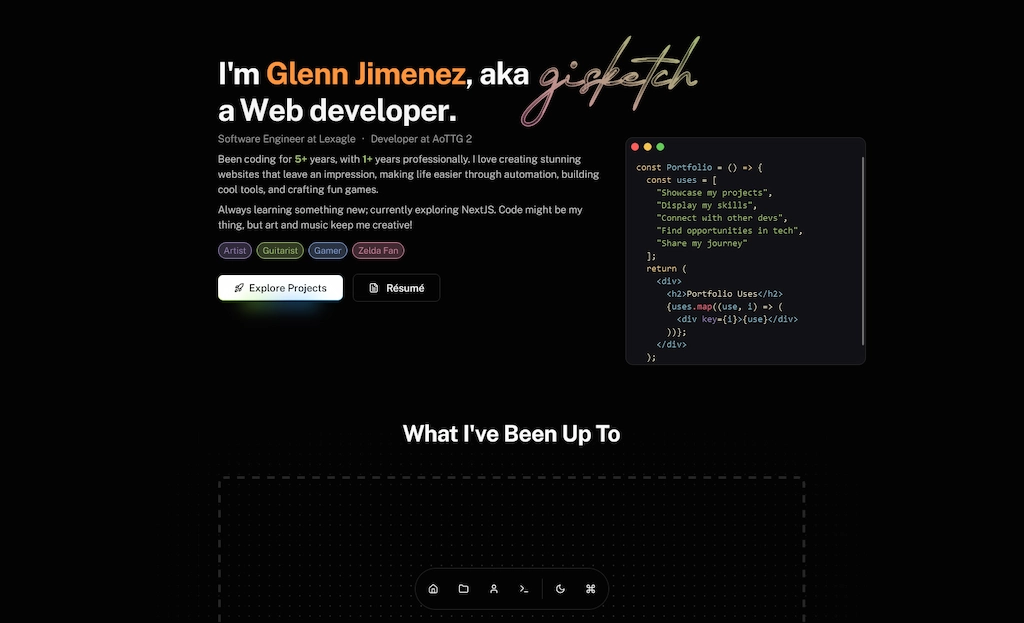 I'm Glenn Jimenez, aka gisketch
a Web developer.
Software Engineer at Lexagle · Developer at AoTTG 2
Been coding for 5+ years, with 1+ years professionally. I love creating stunning
websites that leave an impression, making life easier through automation, building
cool tools, and crafting fun games.
Always learning something new; currently exploring NextJS. Code might be my
thing, but art and music keep me creative!
Artist Guitarist Gamer Zelda Fan
Explore Projects Résumé
const Portfolio = () => {
  const uses = [
    "Showcase my projects",
    "Display my skills",
    "Connect with other devs",
    "Find opportunities in tech",
    "Share my journey"
  ];
  return (
    <div>
      <h2>Portfolio Uses</h2>
      {uses.map((use, i) => (
        <div key={i}>{use}</div>
      ))};
    </div>
  );
What I've Been Up To